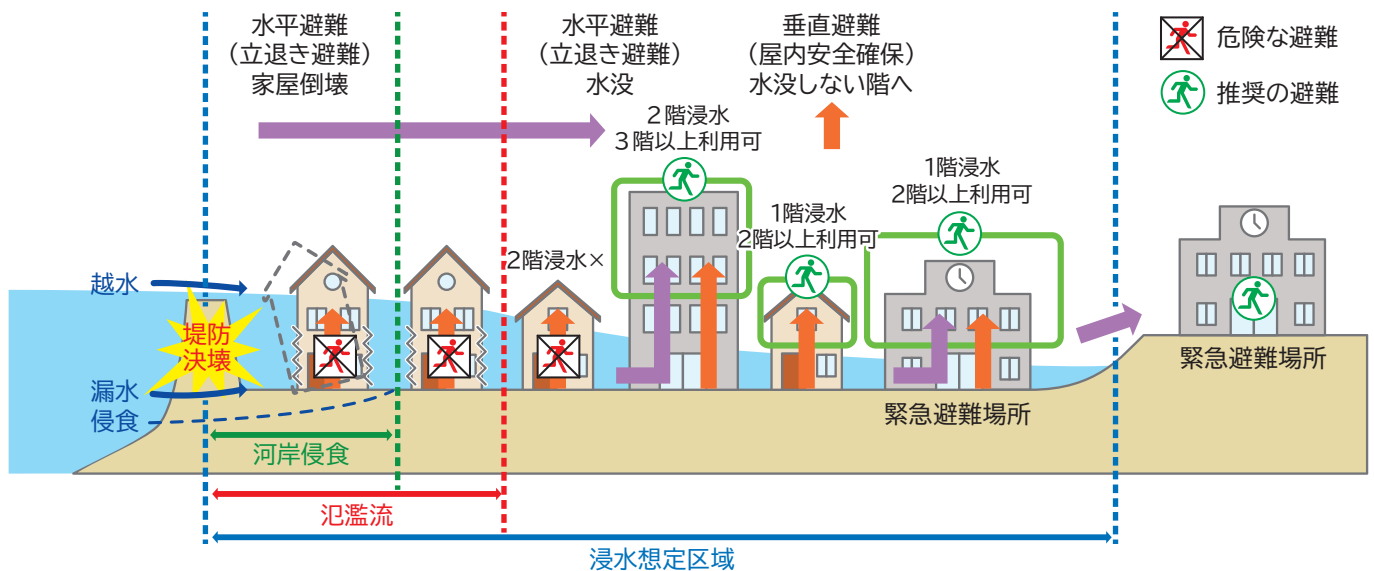 水平避難
（立退き避難）
家屋倒壊
水平避難
（立退き避難）
水没
垂直避難
（屋内安全確保）
水没しない階へ
危険な避難
推奨の避難
2階浸水
3階以上利用可
1階浸水
2階以上利用可
1階浸水
2階以上利用可
2階浸水×
越水
堤防
決壊
漏水
侵食
緊急避難場所
緊急避難場所
河岸侵食
氾濫流
浸水想定区域